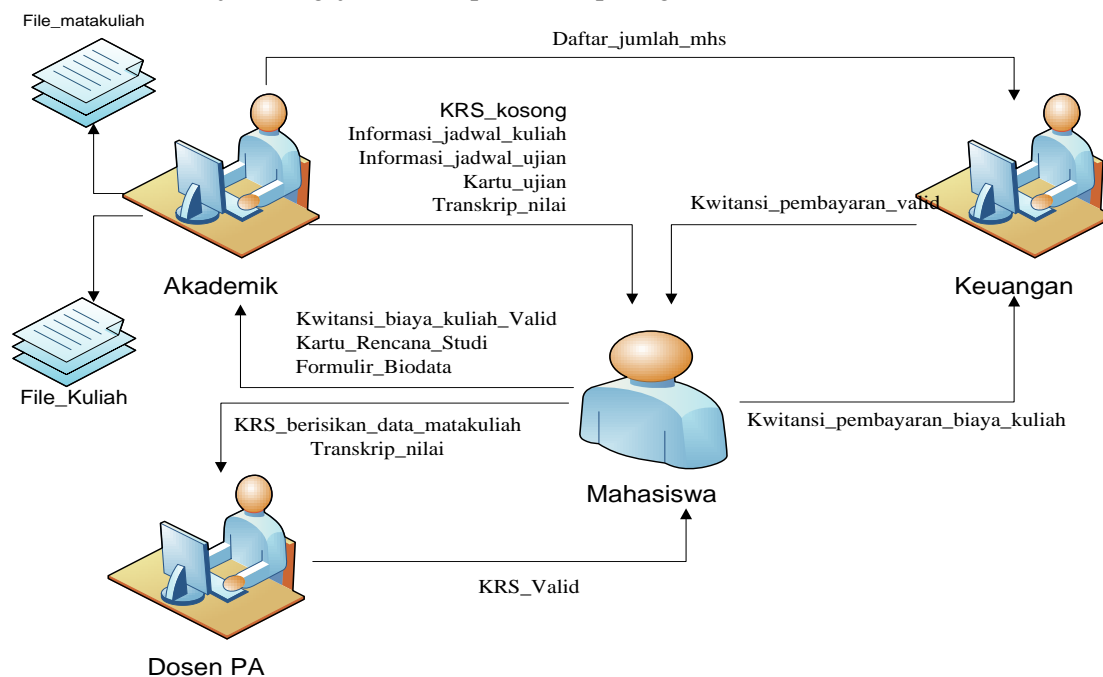 File_matakuliah
Daftar_jumlah_mhs
KRS_kosong
Informasi_jadwal_kuliah
Informasi_jadwal_ujian
Kartu_ujian
Transkrip_nilai
Kwitansi_pembayaran_valid
Akademik
Keuangan
Kwitansi_biaya_kuliah_Valid
Kartu_Rencana_Studi
Formulir_Biodata
File_Kuliah
KRS_berisikan_data_matakuliah
Transkrip_nilai
Kwitansi_pembayaran_biaya_kuliah
Mahasiswa
KRS_Valid
Dosen PA